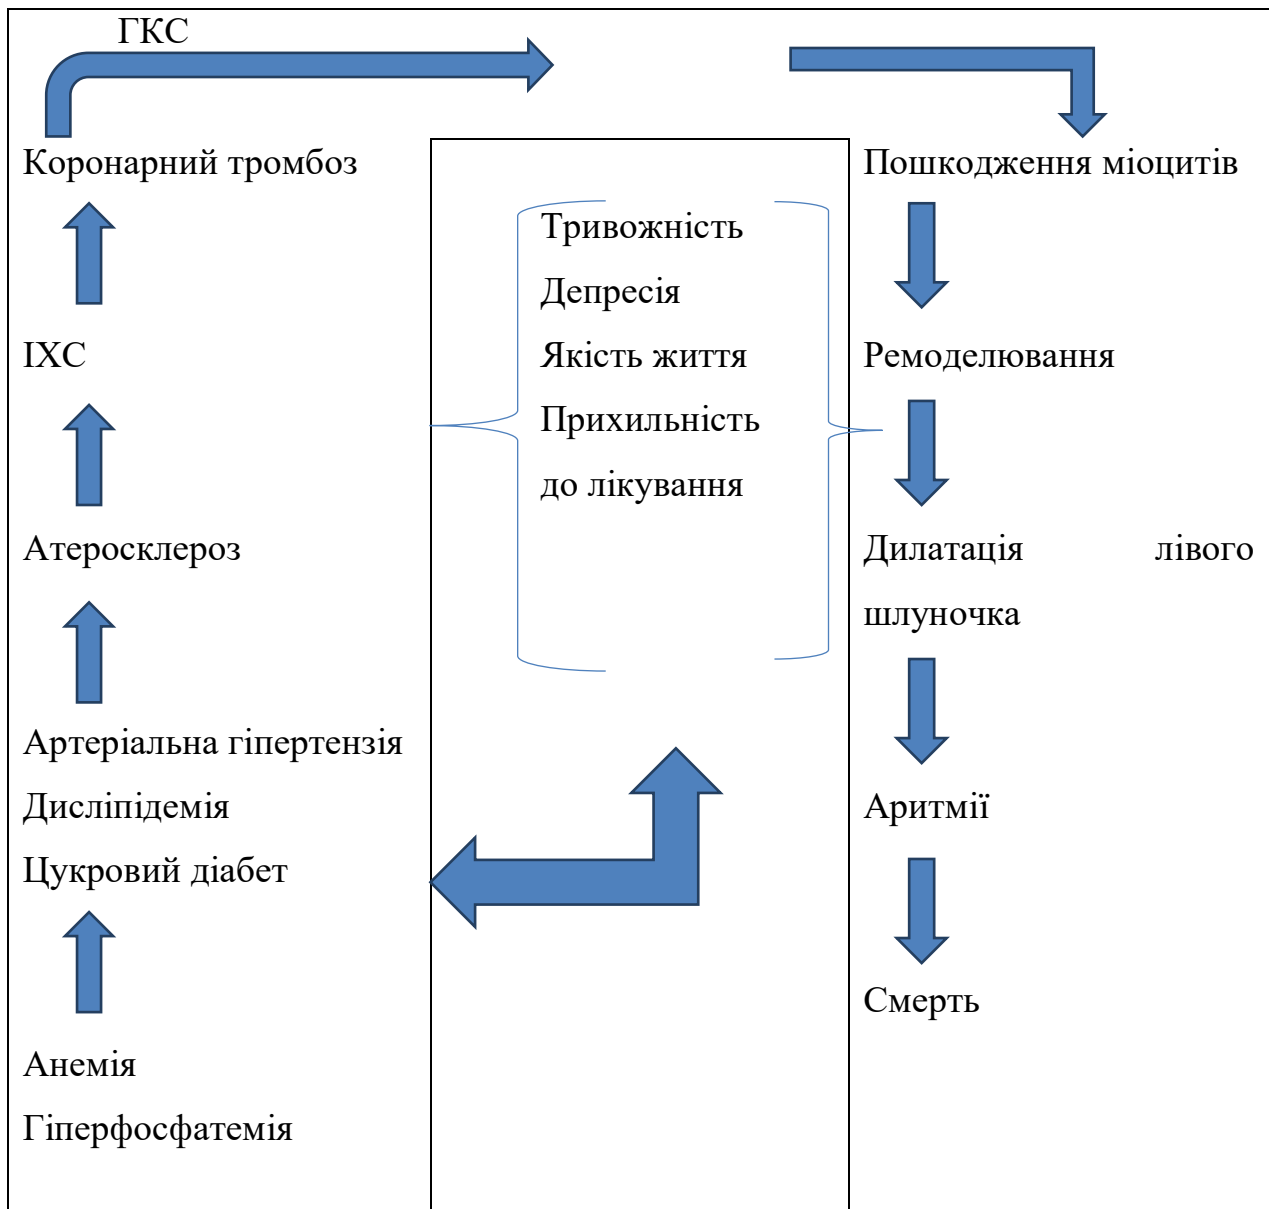 ГКС
Коронарний тромбоз
ІХС
Атеросклероз
Артеріальна гіпертензія
Дисліпідемія
Цукровий діабет
Анемія
Гіперфосфатемія
Тривожність
Депресія
Якість життя
Прихильність
до лікування
Пошкодження міоцитів
Ремоделювання
Дилатація лівого
шлуночка
Аритмії
Смерть